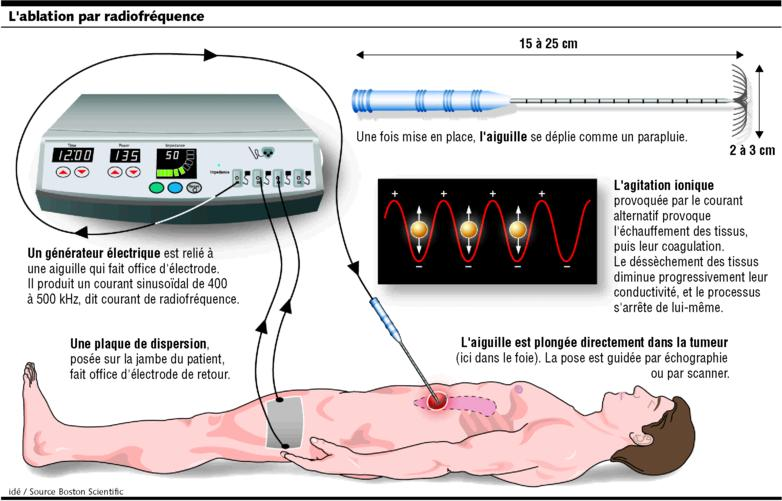 L'ablation par radiofréquence
15 à 25 cm
Une fois mise en place, l'aiguille se déplie comme un parapluie.
2 à 3 cm
Time
Power
Impedance
12.00
135
50
Impedance
L'agitation ionique
provoquée par le courant
alternatif provoque
l'échauffement des tissus,
puis leur coagulation.
Le déssèchement des tissus
diminue progressivement leur
conductivité, et le processus
s'arrête de lui-même.
+ + + +
– – – –
Un générateur électrique est relié à
une aiguille qui fait office d'électrode.
Il produit un courant sinusoïdal de 400
à 500 kHz, dit courant de radiofréquence.
Une plaque de dispersion,
posée sur la jambe du patient,
fait office d'électrode de retour.
L'aiguille est plongée directement dans la tumeur
(ici dans le foie). La pose est guidée par échographie
ou par scanner.
idé / Source Boston Scientific